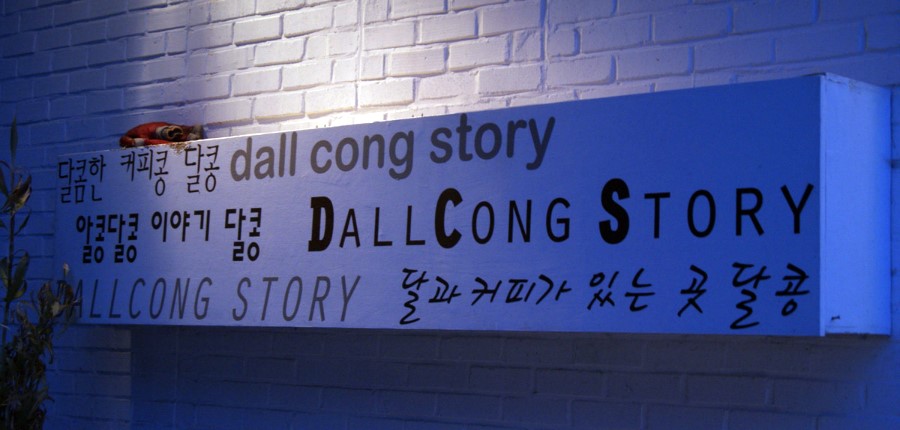 달콤한 커피콩 달콩 dall cong story
알콩달콩 이야기 달콩 DALLCONG STORY
DALLCONG STORY 달과 커피가 있는 곳 달콩